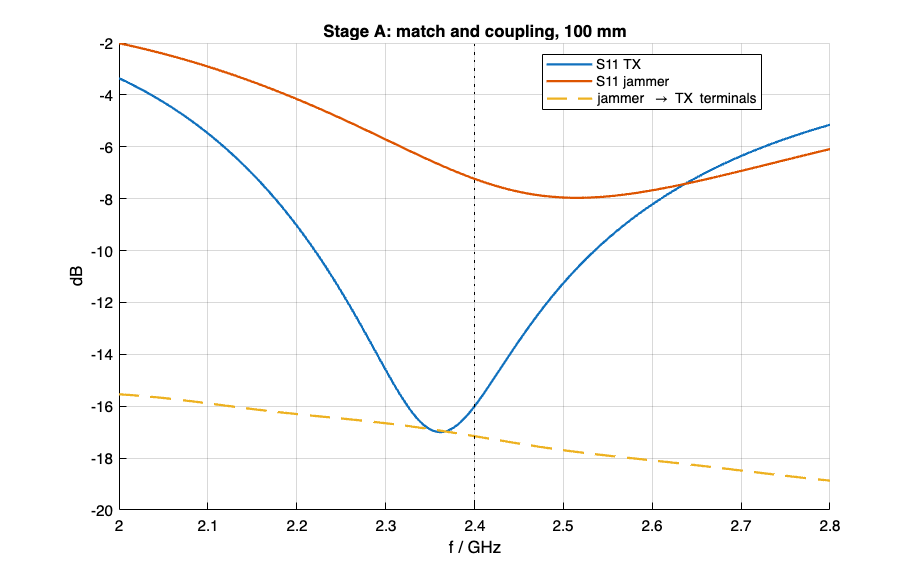 Stage A: match and coupling, 100 mm
S11 TX
S11 jammer
jammer → TX terminals
dB
-2
-4
-6
-8
-10
-12
-14
-16
-18
-20
2 2.1 2.2 2.3 2.4 2.5 2.6 2.7 2.8
f / GHz